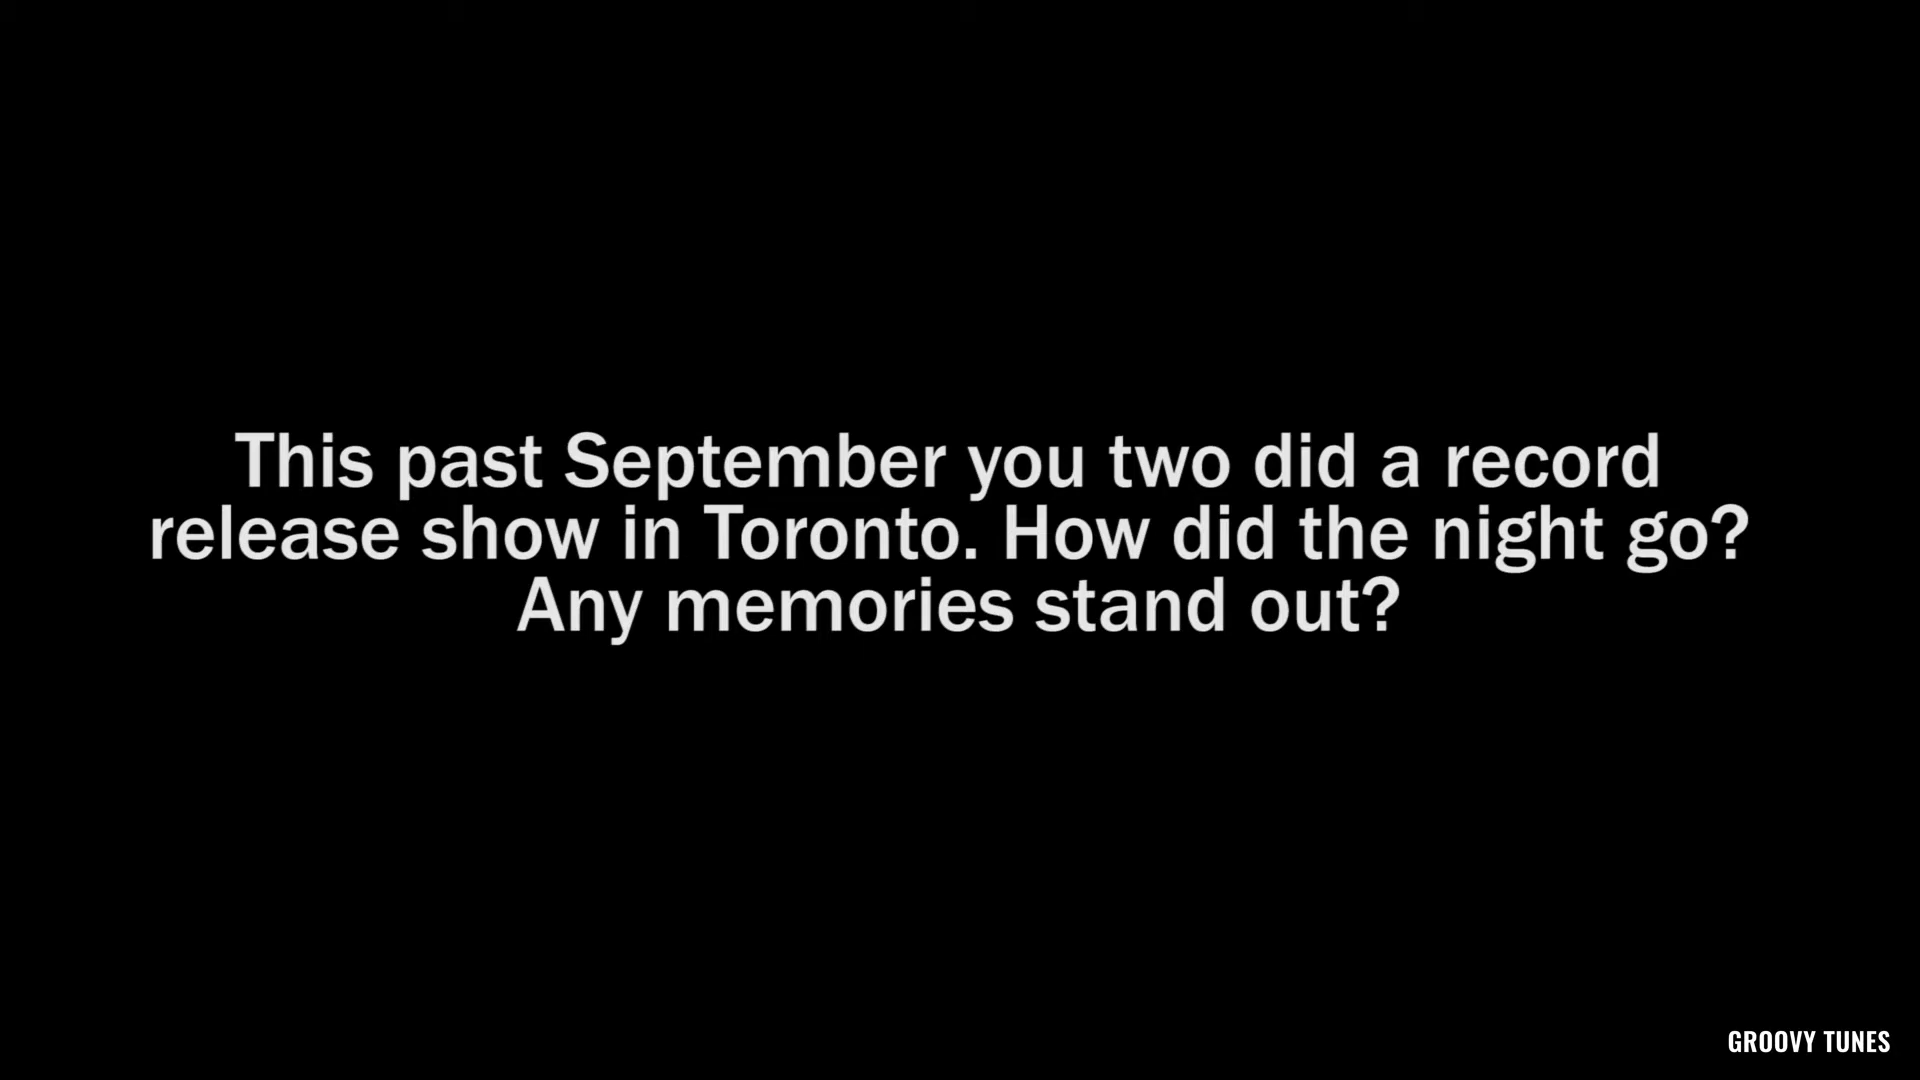 This past September you two did a record
release show in Toronto. How did the night go?
Any memories stand out?
GROOVY TUNES